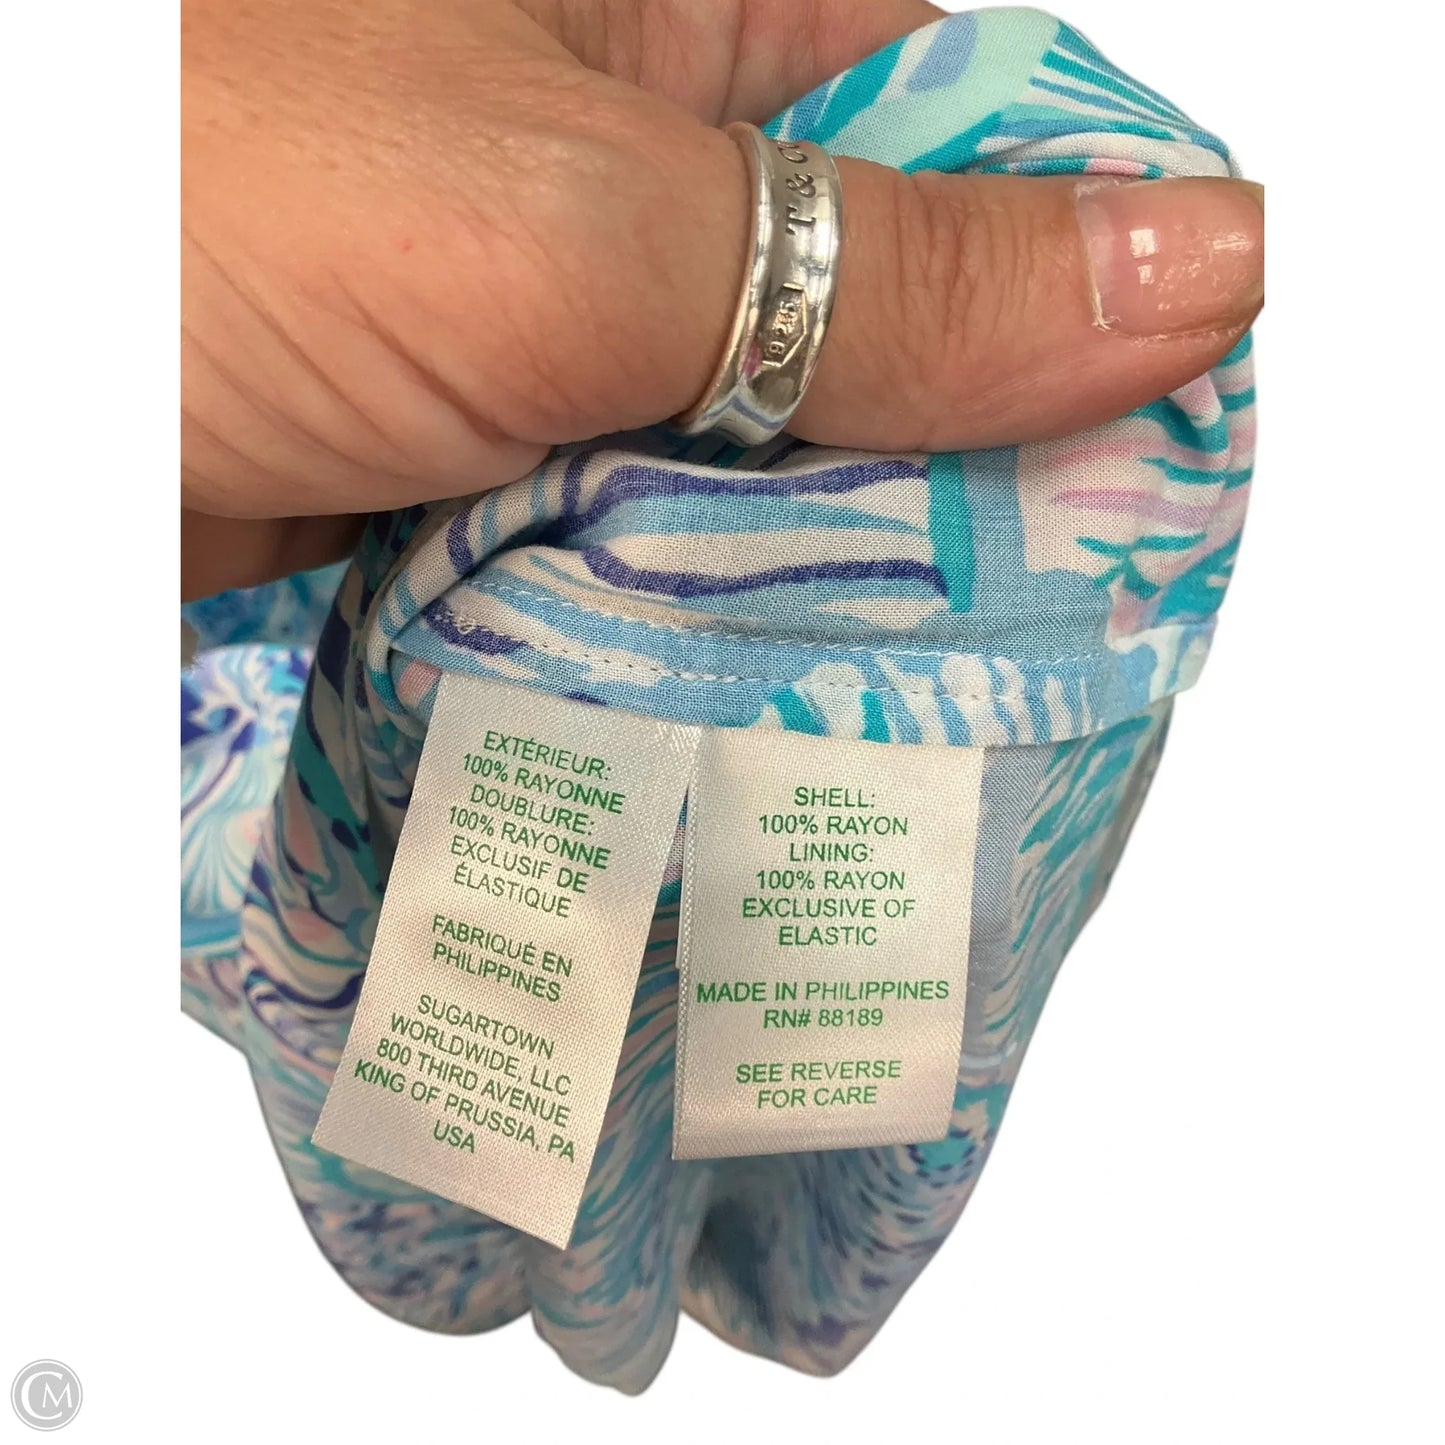 T & CO
925
EXTÉRIEUR:
100% RAYONNE
DOUBLURE:
100% RAYONNE
EXCLUSIF DE
ÉLASTIQUE
FABRIQUÉ EN
PHILIPPINES
SUGARTOWN
WORLDWIDE, LLC
800 THIRD AVENUE
KING OF PRUSSIA, PA
USA
SHELL:
100% RAYON
LINING:
100% RAYON
EXCLUSIVE OF
ELASTIC
MADE IN PHILIPPINES
RN# 88189
SEE REVERSE
FOR CARE
CM